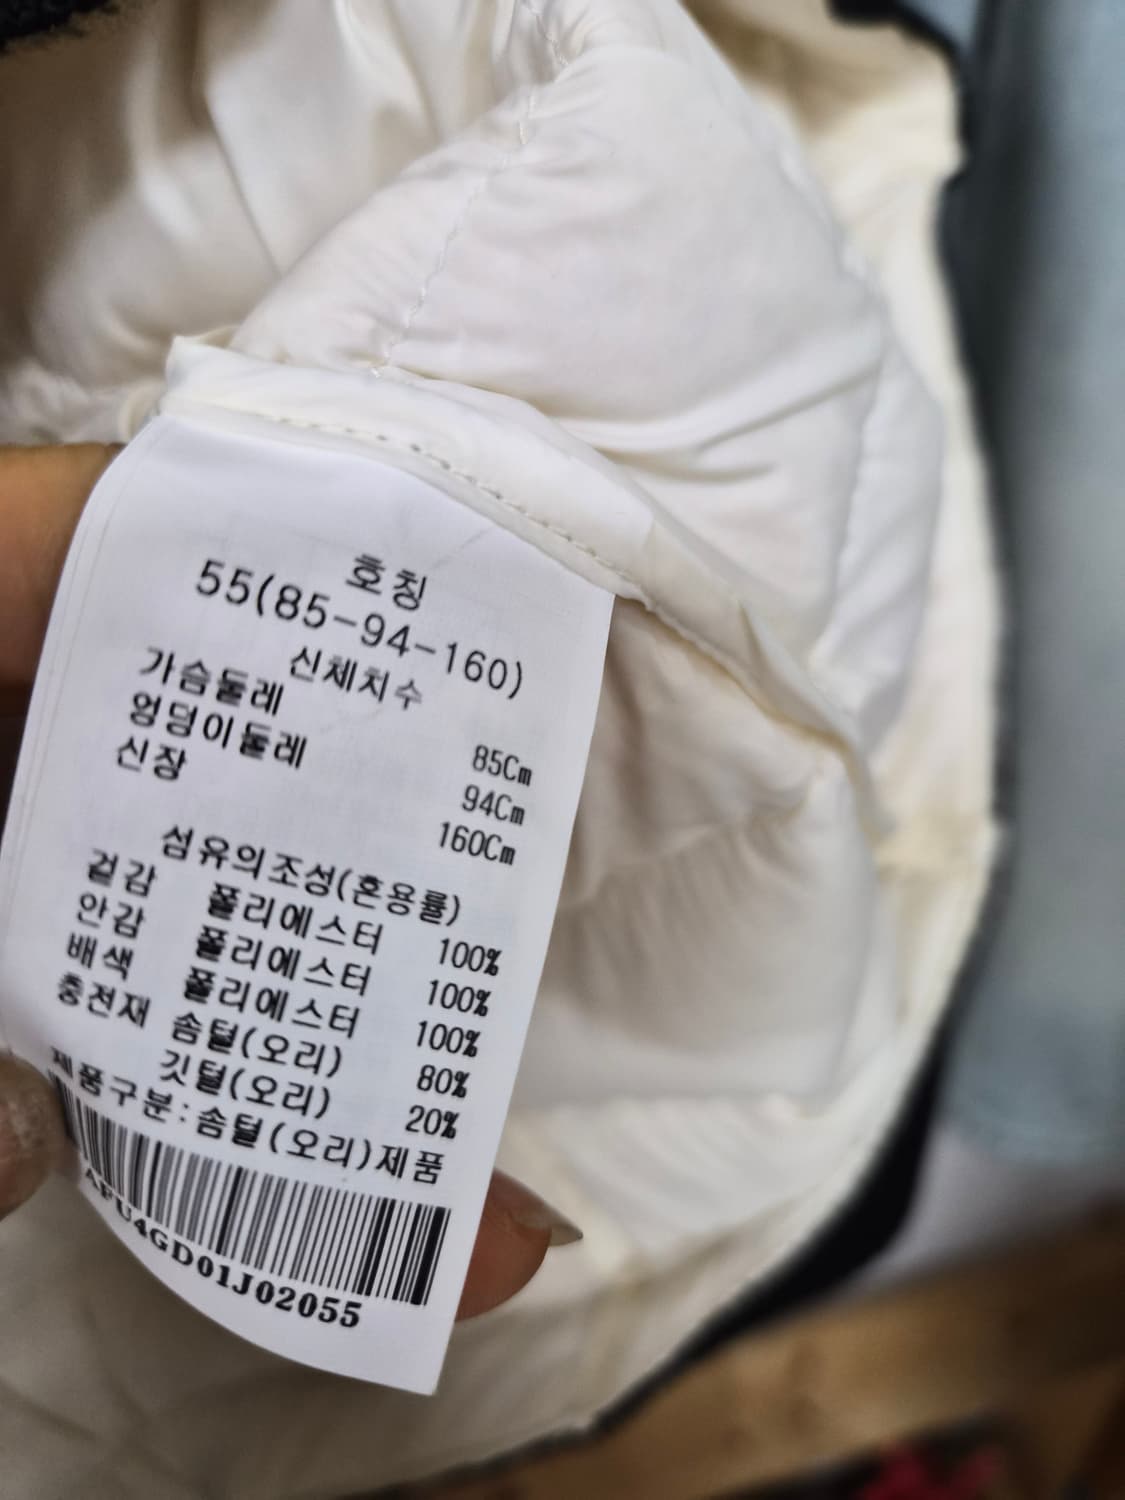 호칭
55(85-94-160)
신체치수
가슴둘레 85Cm
엉덩이둘레 94Cm
신장 160Cm
섬유의조성(혼용률)
겉감 폴리에스터 100%
안감 폴리에스터 100%
배색 폴리에스터 100%
충전재 솜털(오리) 80%
깃털(오리) 20%
제품구분:솜털(오리)제품
AFU4GD01J02055